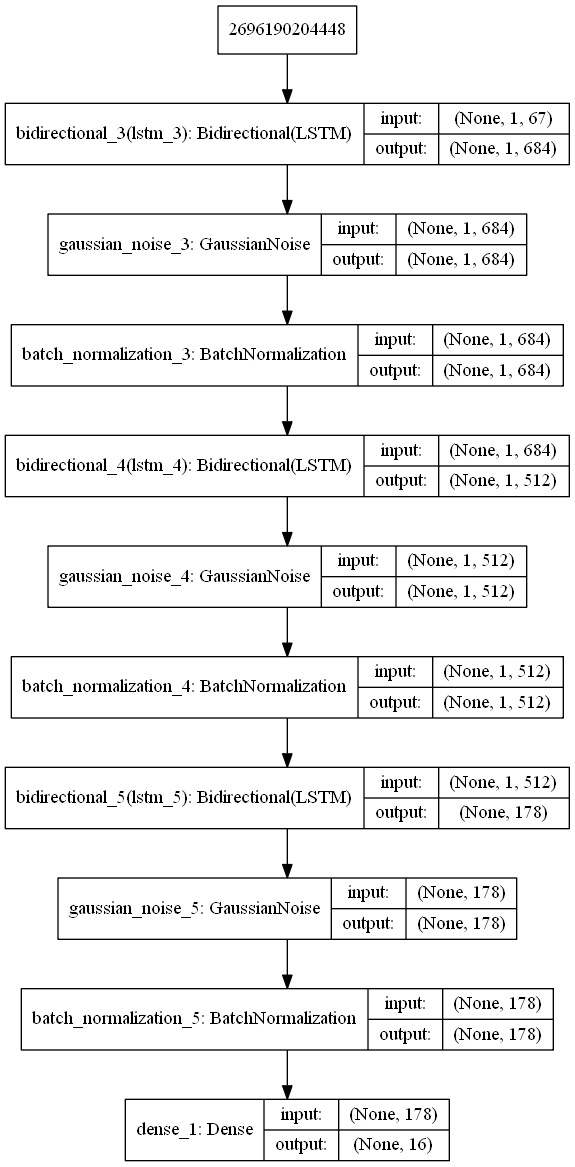 2696190204448
bidirectional_3(lstm_3): Bidirectional(LSTM)
input: (None, 1, 67)
output: (None, 1, 684)
gaussian_noise_3: GaussianNoise
input: (None, 1, 684)
output: (None, 1, 684)
batch_normalization_3: BatchNormalization
input: (None, 1, 684)
output: (None, 1, 684)
bidirectional_4(lstm_4): Bidirectional(LSTM)
input: (None, 1, 684)
output: (None, 1, 512)
gaussian_noise_4: GaussianNoise
input: (None, 1, 512)
output: (None, 1, 512)
batch_normalization_4: BatchNormalization
input: (None, 1, 512)
output: (None, 1, 512)
bidirectional_5(lstm_5): Bidirectional(LSTM)
input: (None, 1, 512)
output: (None, 178)
gaussian_noise_5: GaussianNoise
input: (None, 178)
output: (None, 178)
batch_normalization_5: BatchNormalization
input: (None, 178)
output: (None, 178)
dense_1: Dense
input: (None, 178)
output: (None, 16)